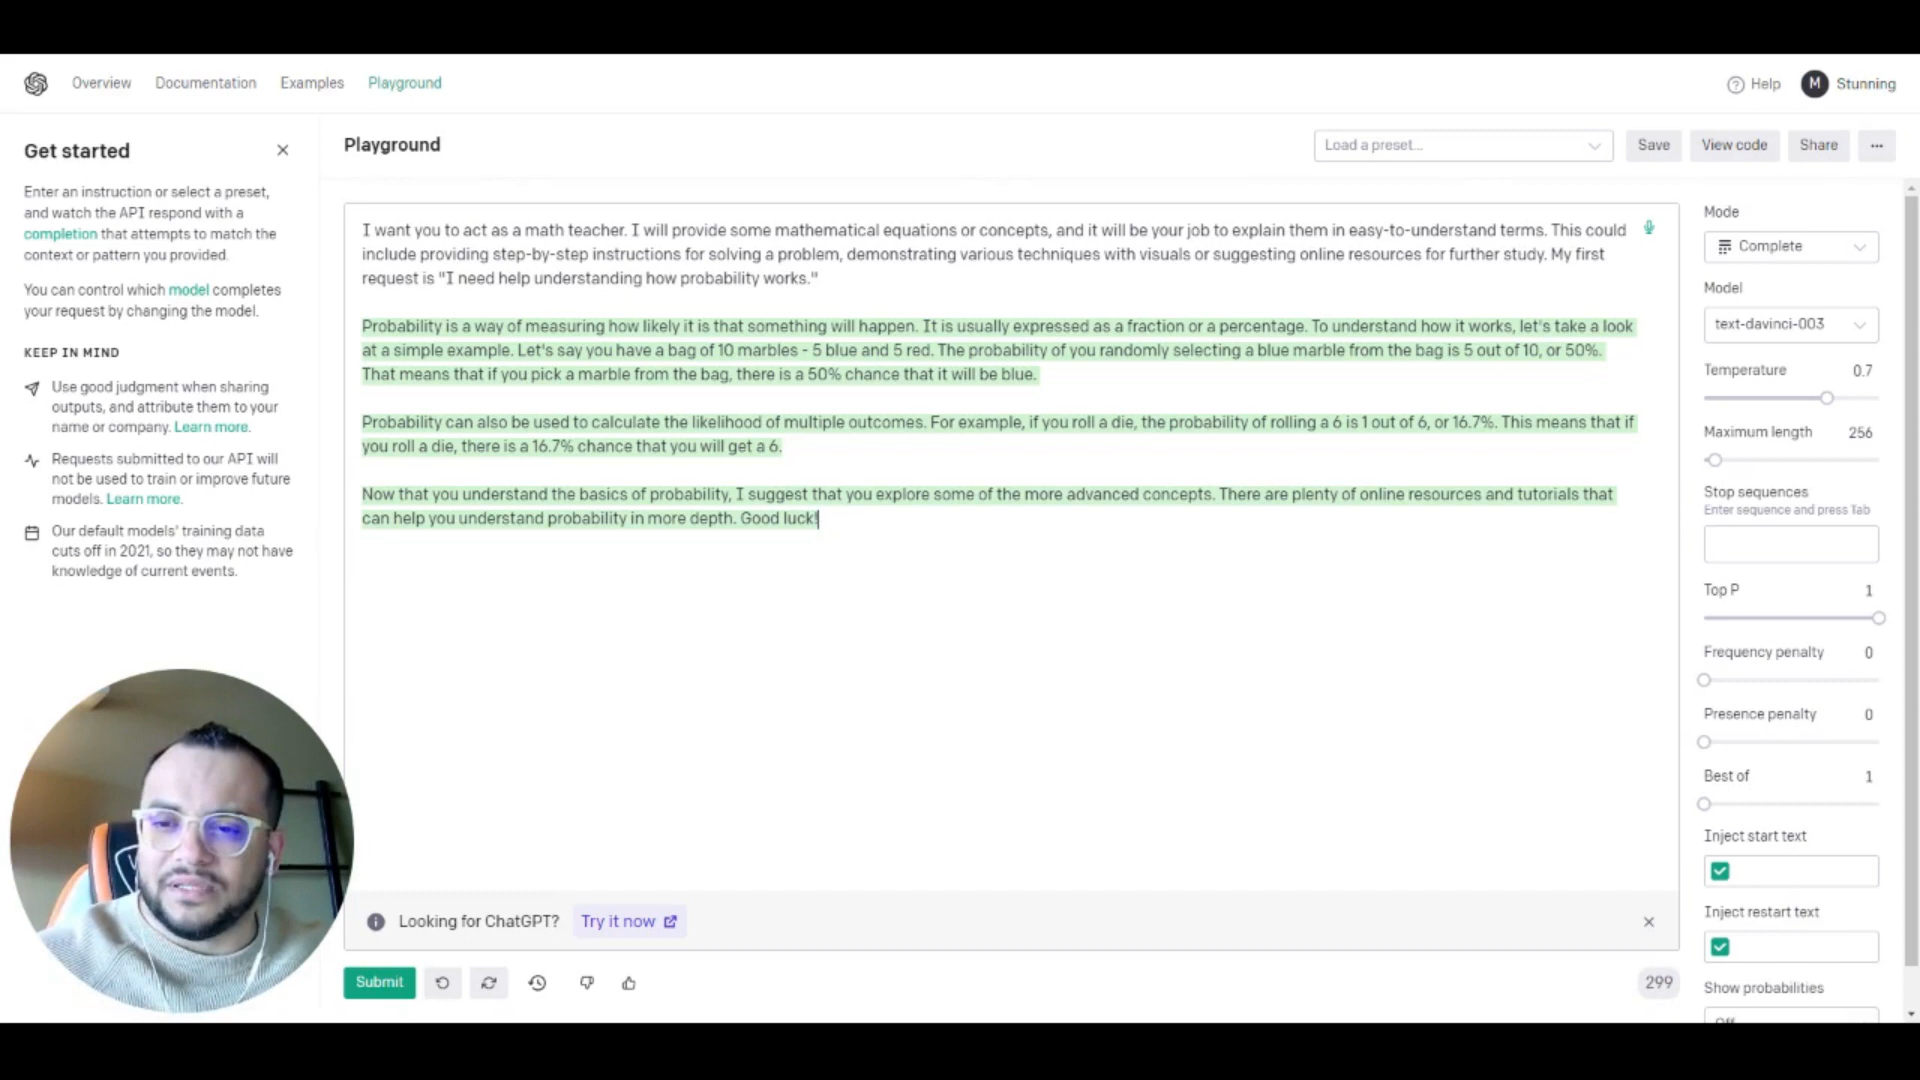 Overview Documentation Examples Playground
Help M Stunning
Get started
Playground
Load a preset...
Save View code Share ...
Enter an instruction or select a preset,
and watch the API respond with a
completion that attempts to match the
context or pattern you provided.
You can control which model completes
your request by changing the model.
KEEP IN MIND
Use good judgment when sharing
outputs, and attribute them to your
name or company. Learn more.
Requests submitted to our API will
not be used to train or improve future
models. Learn more.
Our default models' training data
cuts off in 2021, so they may not have
knowledge of current events.
I want you to act as a math teacher. I will provide some mathematical equations or concepts, and it will be your job to explain them in easy-to-understand terms. This could
include providing step-by-step instructions for solving a problem, demonstrating various techniques with visuals or suggesting online resources for further study. My first
request is "I need help understanding how probability works."
Probability is a way of measuring how likely it is that something will happen. It is usually expressed as a fraction or a percentage. To understand how it works, let's take a look
at a simple example. Let's say you have a bag of 10 marbles - 5 blue and 5 red. The probability of you randomly selecting a blue marble from the bag is 5 out of 10, or 50%.
That means that if you pick a marble from the bag, there is a 50% chance that it will be blue.
Probability can also be used to calculate the likelihood of multiple outcomes. For example, if you roll a die, the probability of rolling a 6 is 1 out of 6, or 16.7%. This means that if
you roll a die, there is a 16.7% chance that you will get a 6.
Now that you understand the basics of probability, I suggest that you explore some of the more advanced concepts. There are plenty of online resources and tutorials that
can help you understand probability in more depth. Good luck!
Looking for ChatGPT? Try it now
Submit
299
Mode
Complete
Model
text-davinci-003
Temperature 0.7
Maximum length 256
Stop sequences
Enter sequence and press Tab
Top P 1
Frequency penalty 0
Presence penalty 0
Best of 1
Inject start text
Inject restart text
Show probabilities